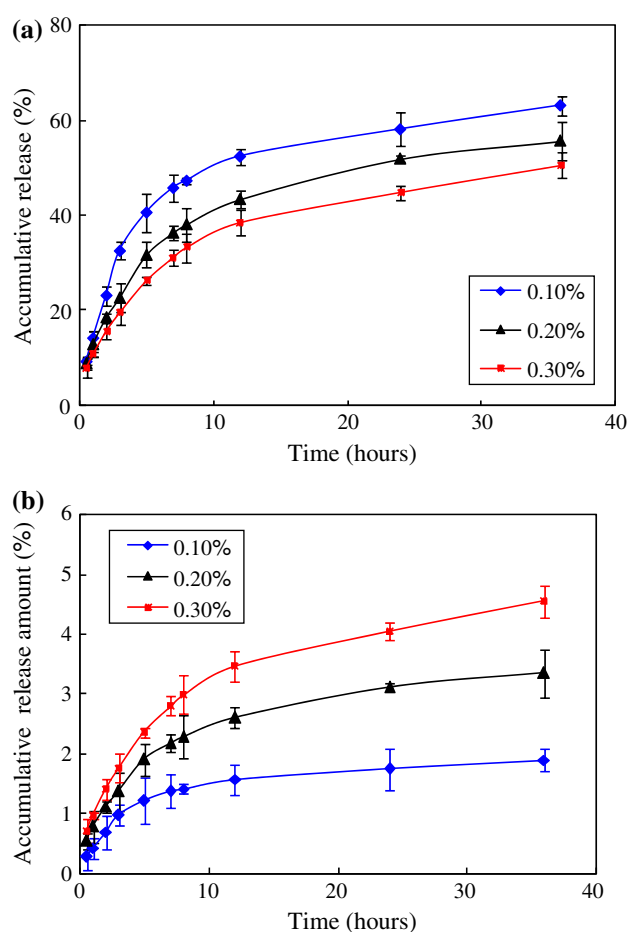 (a)
Accumulative release (%)
80
60
40
20
0
0.10%
0.20%
0.30%
0 10 20 30 40
Time (hours)
(b)
Accumulative release amount (%)
6
5
4
3
2
1
0
0.10%
0.20%
0.30%
0 10 20 30 40
Time (hours)